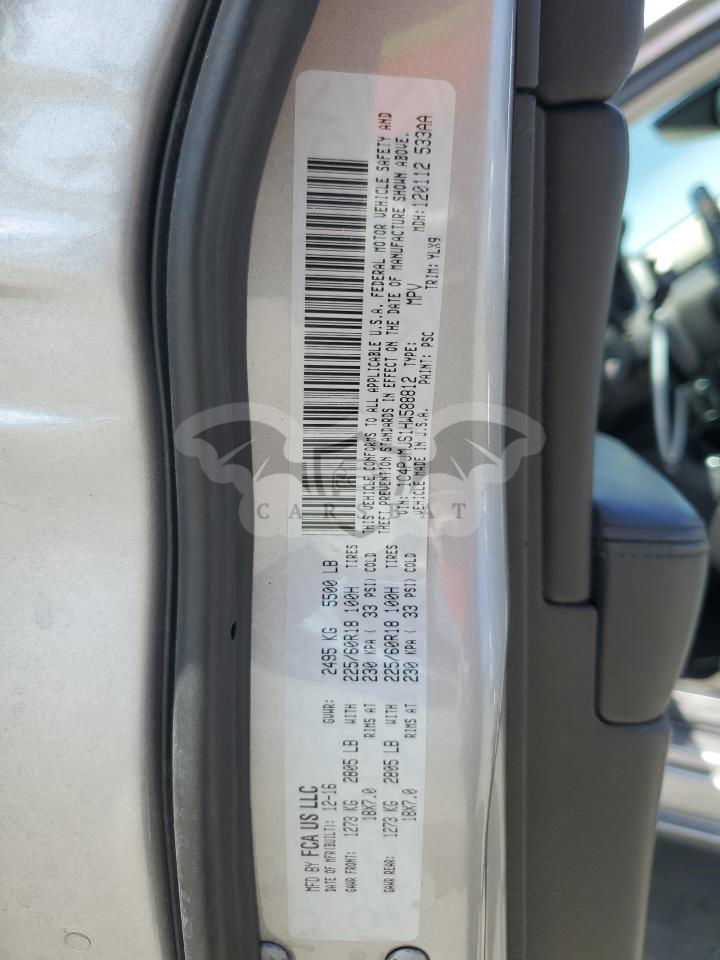 MFD BY FCA US LLC
DATE OF MFR(BUILT): 12-16 GVWR: 2495 KG 5500 LB
GAWR FRONT: 1273 KG 2805 LB WITH 225/60R18 100H TIRES
18X7.0 RIMS AT 230 KPA ( 33 PSI) COLD
GAWR REAR: 1273 KG 2805 LB WITH 225/60R18 100H TIRES
18X7.0 RIMS AT 230 KPA ( 33 PSI) COLD
THIS VEHICLE CONFORMS TO ALL APPLICABLE U.S.A. FEDERAL MOTOR VEHICLE SAFETY AND
THEFT PREVENTION STANDARDS IN EFFECT ON THE DATE OF MANUFACTURE SHOWN ABOVE.
VIN: 1C4PJMJS1HW588812 TYPE: MPV MDH:120112 533AA
VEHICLE MADE IN U.S.A. PAINT: PSC TRIM: YLX9
CARSBAT